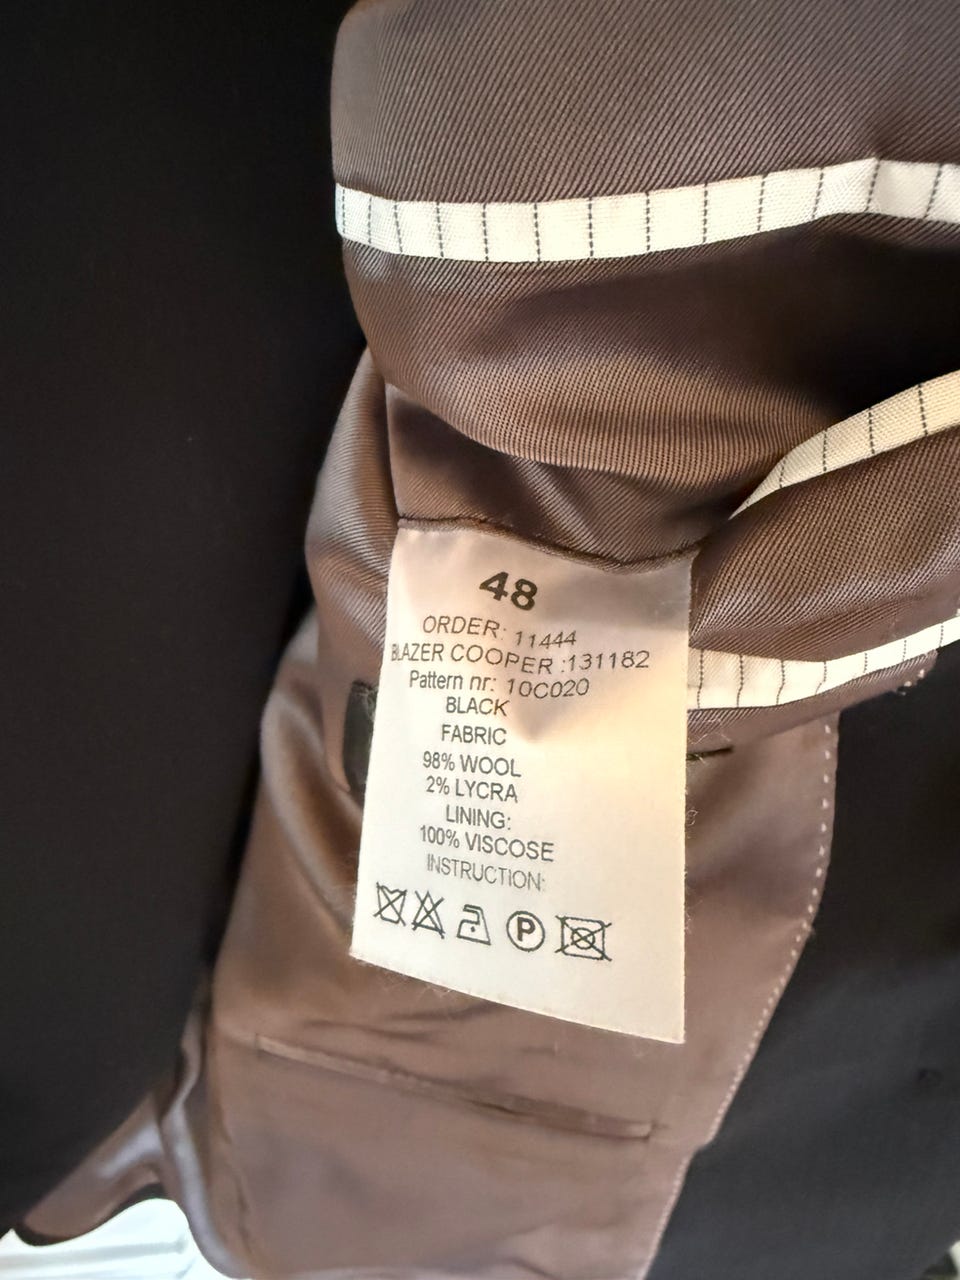 48
ORDER: 11444
BLAZER COOPER :131182
Pattern nr: 10C020
BLACK
FABRIC
98% WOOL
2% LYCRA
LINING:
100% VISCOSE
INSTRUCTION:
P